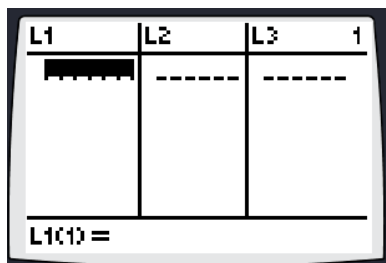 L1 L2 L3 1
------ ------
L1(1) =